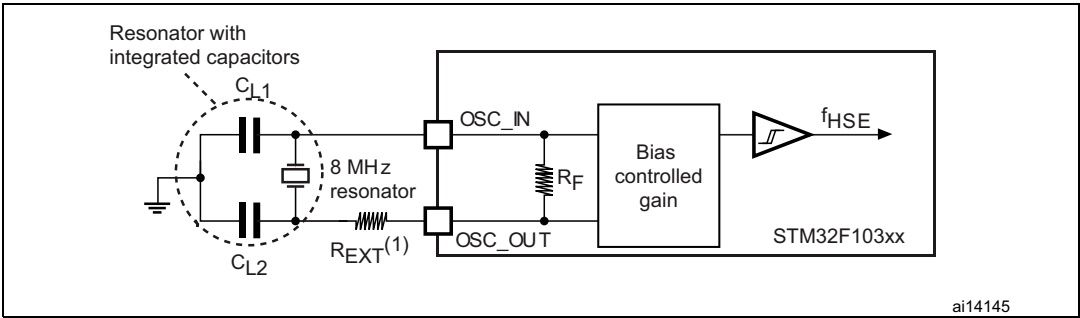 Resonator with
integrated capacitors
CL1
OSC_IN
fHSE
8 MHz
resonator
RF
Bias
controlled
gain
REXT(1)
OSC_OUT
STM32F103xx
CL2
ai14145